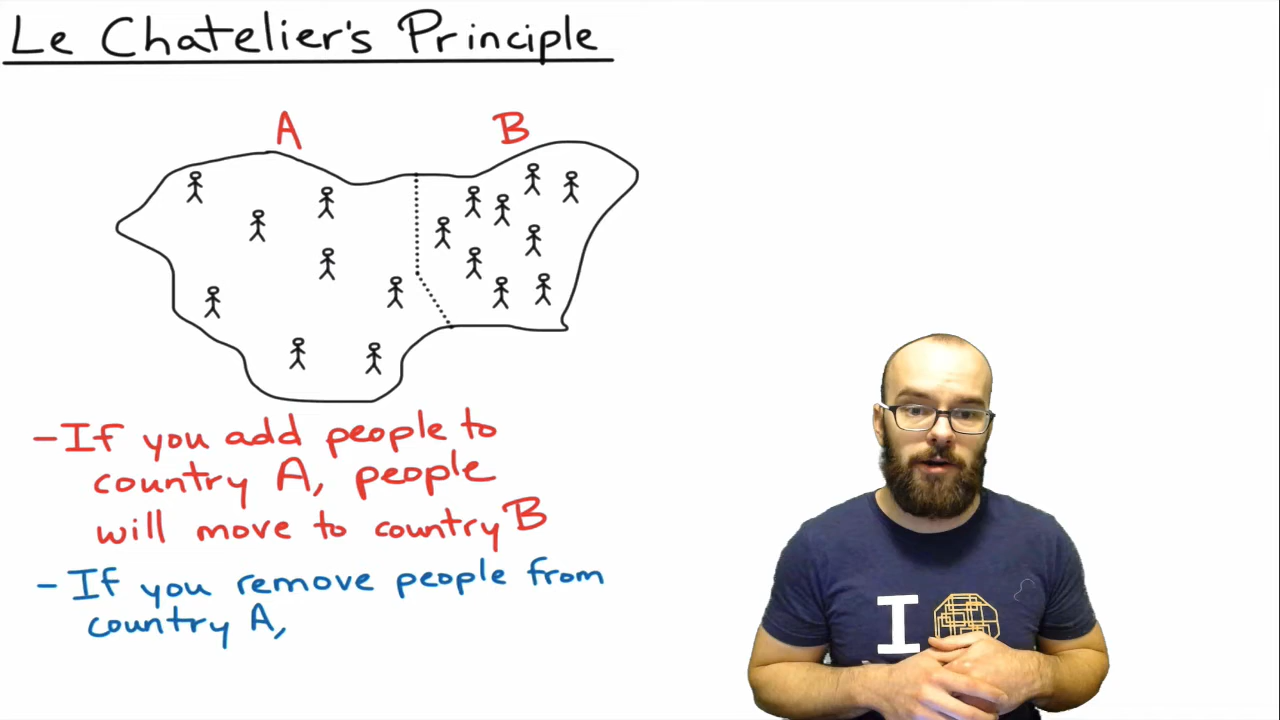 Le Chatelier's Principle
A
B
- If you add people to
country A, people
will move to country B
- If you remove people from
country A,
I